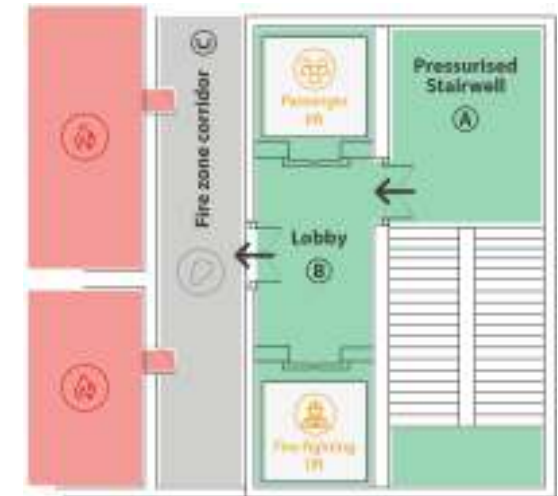 Fire zone corridor
C
Passenger
lift
Pressurised
Stairwell
A
Lobby
B
Fire-fighting
lift